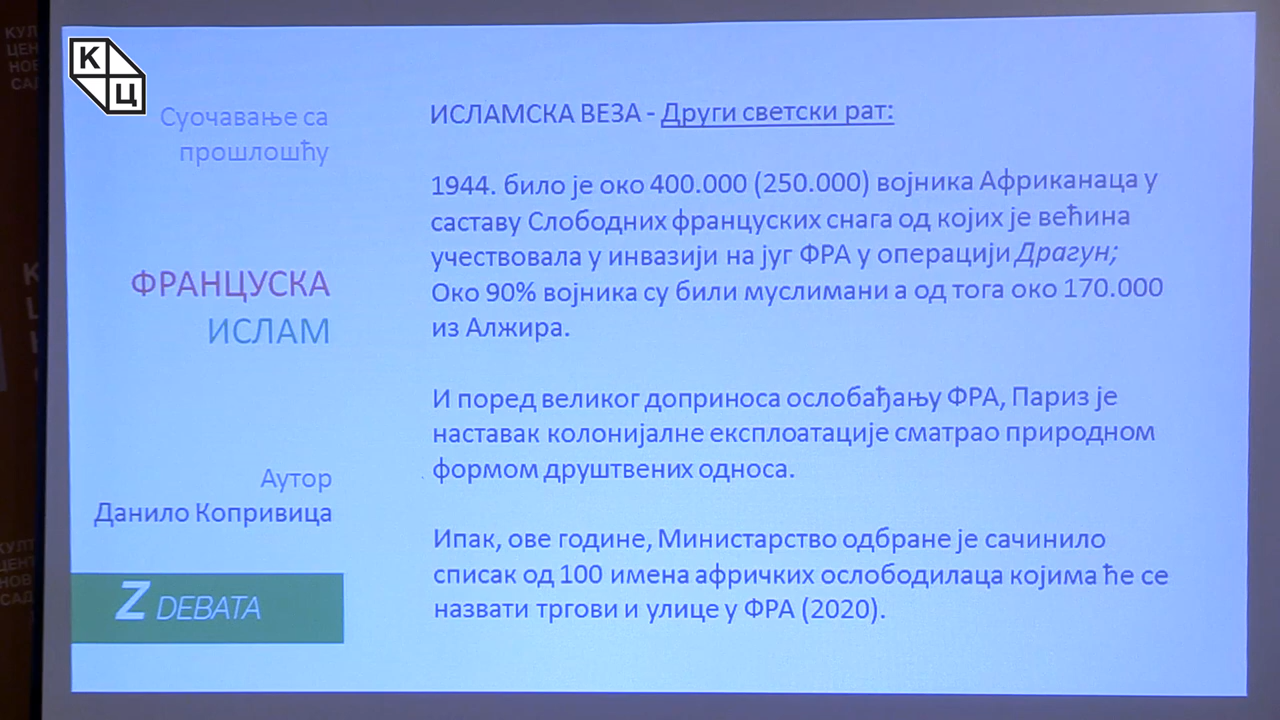 КЦ
Суочавање са
прошлошћу
ФРАНЦУСКА
ИСЛАМ
Аутор
Данило Копривица
Z DEBATA
ИСЛАМСКА ВЕЗА - Други светски рат:
1944. било је око 400.000 (250.000) војника Африканаца у
саставу Слободних француских снага од којих је већина
учествовала у инвазији на југ ФРА у операцији Драгун;
Око 90% војника су били муслимани а од тога око 170.000
из Алжира.
И поред великог доприноса ослобађању ФРА, Париз је
наставак колонијалне експлоатације сматрао природном
формом друштвених односа.
Ипак, ове године, Министарство одбране је сачинило
списак од 100 имена афричких ослободилаца којима ће се
назвати тргови и улице у ФРА (2020).